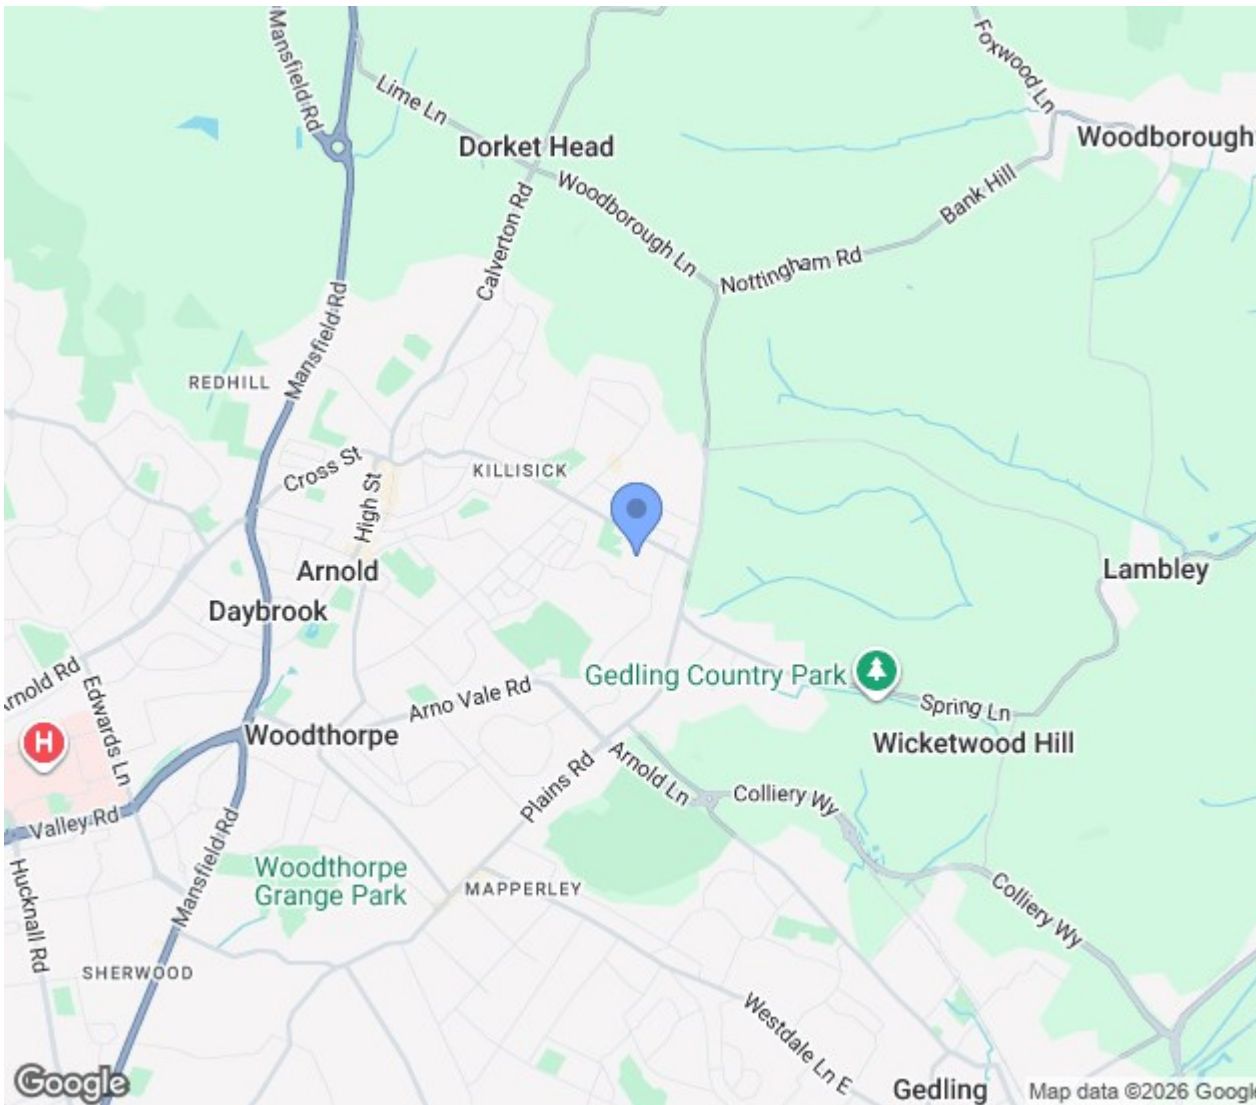 Mansfield Rd
Lime Ln
Foxwood Ln
Dorket Head
Woodborough
Woodborough Ln
Bank Hill
Calverton Rd
Nottingham Rd
Mansfield Rd
REDHILL
Cross St
KILLISICK
High St
Arnold
Lambley
Daybrook
Arnold Rd
Edwards Ln
Gedling Country Park
Arno Vale Rd
Spring Ln
H
Woodthorpe
Wicketwood Hill
Plains Rd
Arnold Ln
Colliery Wy
Valley Rd
Mansfield Rd
Hucknall Rd
Woodthorpe
Grange Park
MAPPERLEY
Colliery Wy
SHERWOOD
Westdale Ln E
Google
Gedling
Map data ©2026 Google